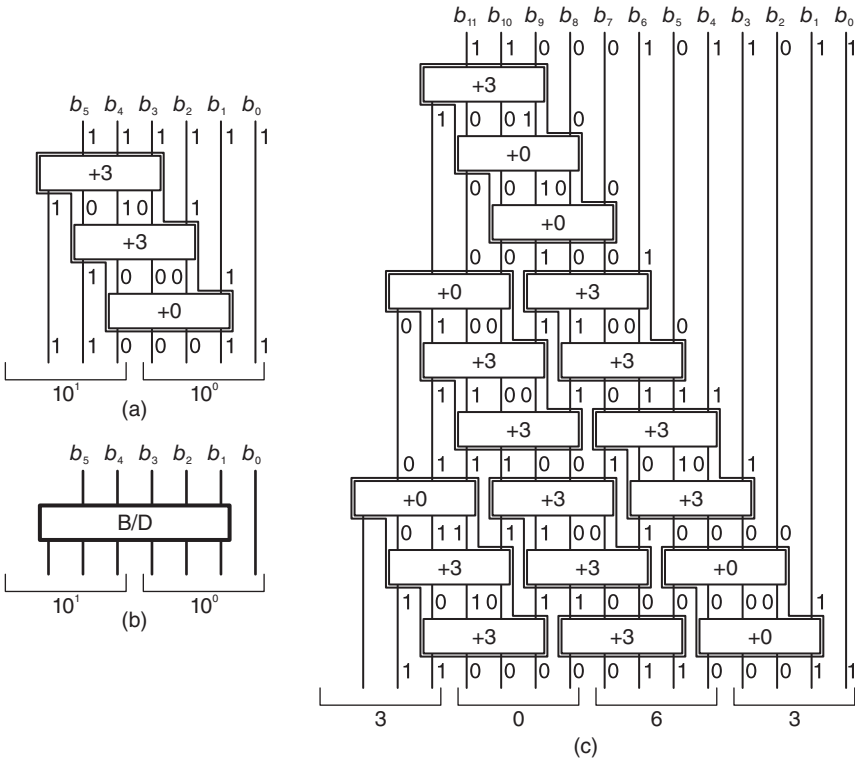 b5 b4 b3 b2 b1 b0
1 1 1 1 1 1
+3
1 0 1 0 1
+3
1 0 0 0 1
+0
1 1 0 0 0 1 1
10^1 10^0
(a)
b5 b4 b3 b2 b1 b0
B/D
10^1 10^0
(b)
b11 b10 b9 b8 b7 b6 b5 b4 b3 b2 b1 b0
1 1 0 0 0 1 0 1 1 0 1 1
+3
1 0 0 1 0
+0
0 0 1 0 0
+0
0 0 1 0 0 1
+0 +3
0 1 0 0 1 1 0 0 0
+3 +3
1 1 0 0 1 0 1 1 1
+3 +3
0 1 1 1 0 0 1 0 1 0 1
+0 +3 +3
0 1 1 1 1 0 0 1 0 0 0 0
+3 +3 +0
1 0 1 0 1 1 0 0 0 0 0 0 1
+3 +3 +0
1 1 0 0 0 0 0 1 1 0 0 0 1 1
3 0 6 3
(c)